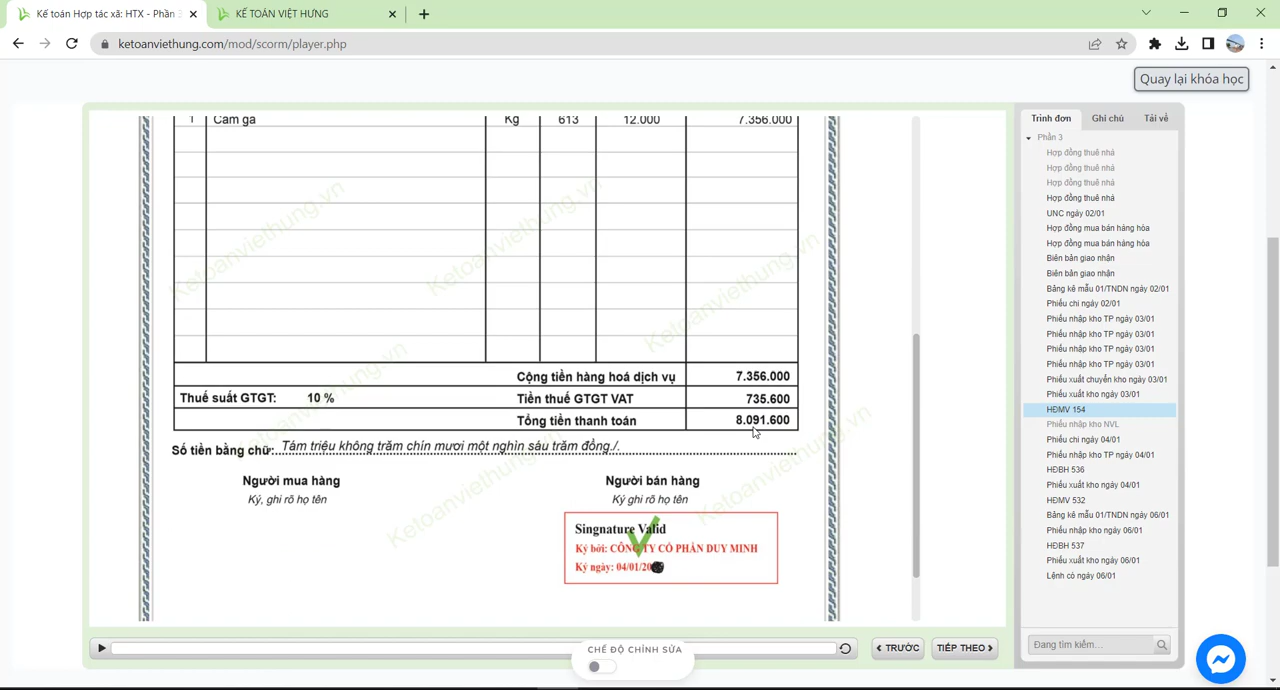 Kế toán Hợp tác xã: HTX - Phần 3
KẾ TOÁN VIỆT HƯNG
ketoanviethung.com/mod/scorm/player.php
Quay lại khóa học
1 Cám gà Kg 613 12.000 7.356.000
Ketoanviethung.vn
Ketoanviethung.vn
Ketoanviethung.vn
Ketoanviethung.vn
Ketoanviethung.vn
Ketoanviethung.vn
Cộng tiền hàng hoá dịch vụ 7.356.000
Thuế suất GTGT: 10 % Tiền thuế GTGT VAT 735.600
Tổng tiền thanh toán 8.091.600
Số tiền bằng chữ: Tám triệu không trăm chín mươi một nghìn sáu trăm đồng./.
Người mua hàng Người bán hàng
Ký, ghi rõ họ tên Ký ghi rõ họ tên
Singnature Valid
Ký bởi: CÔNG TY CỔ PHẦN DUY MINH
Ký ngày: 04/01/20
CHẾ ĐỘ CHỈNH SỬA
TRƯỚC
TIẾP THEO
Trình đơn Ghi chú Tải về
Phần 3
Hợp đồng thuê nhà
Hợp đồng thuê nhà
Hợp đồng thuê nhà
Hợp đồng thuê nhà
UNC ngày 02/01
Hợp đồng mua bán hàng hóa
Hợp đồng mua bán hàng hóa
Biên bản giao nhận
Biên bản giao nhận
Bảng kê mẫu 01/TNDN ngày 02/01
Phiếu chi ngày 02/01
Phiếu nhập kho TP ngày 03/01
Phiếu nhập kho TP ngày 03/01
Phiếu nhập kho TP ngày 03/01
Phiếu nhập kho TP ngày 03/01
Phiếu xuất chuyển kho ngày 03/01
Phiếu xuất kho ngày 03/01
HĐMV 154
Phiếu nhập kho NVL
Phiếu chi ngày 04/01
Phiếu nhập kho TP ngày 04/01
HĐBH 536
Phiếu xuất kho ngày 04/01
HĐMV 532
Bảng kê mẫu 01/TNDN ngày 06/01
Phiếu nhập kho ngày 06/01
HĐBH 537
Phiếu xuất kho ngày 06/01
Lệnh có ngày 06/01
Đang tìm kiếm...